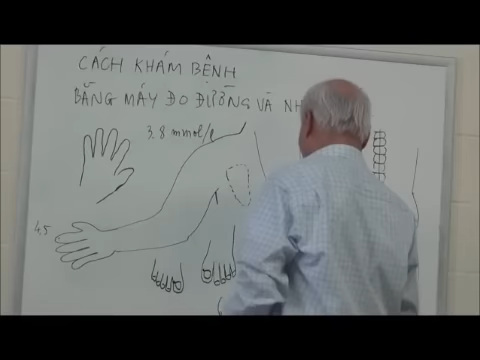 CÁCH KHÁM BỆNH
BẰNG MÁY ĐO ĐƯỜNG VÀ NH
3.8 mmol/l
4.5